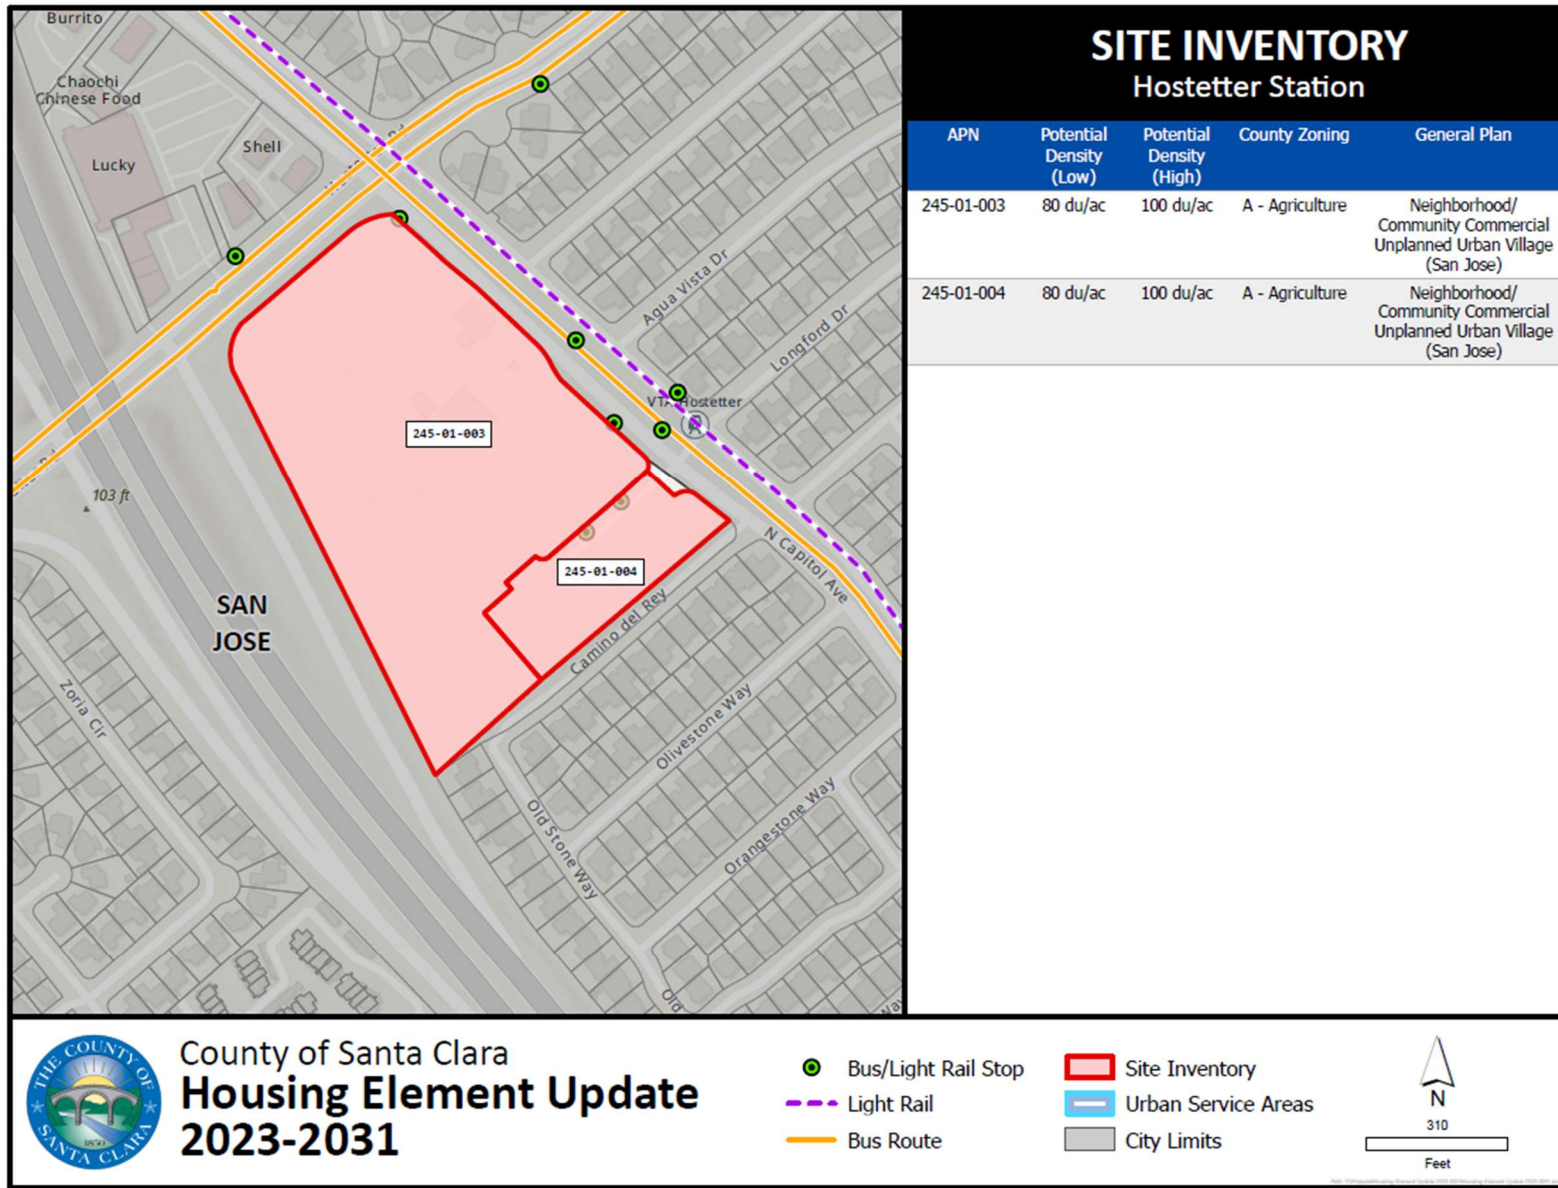 Burrito
Chaochi
Chinese Food
Lucky
Shell
Agua Vista Dr
Longford Dr
VTA Hostetter
245-01-003
103 ft
245-01-004
N Capitol Ave
SAN
JOSE
Camino del Rey
Zoria Cir
Olivestone Way
Old Stone Way
Orangestone Way
Old
Way
SITE INVENTORY
Hostetter Station
APN Potential Density (Low) Potential Density (High) County Zoning General Plan
245-01-003 80 du/ac 100 du/ac A - Agriculture Neighborhood/
Community Commercial
Unplanned Urban Village
(San Jose)
245-01-004 80 du/ac 100 du/ac A - Agriculture Neighborhood/
Community Commercial
Unplanned Urban Village
(San Jose)
THE COUNTY OF SANTA CLARA
1850
County of Santa Clara
Housing Element Update
2023-2031
Bus/Light Rail Stop
Light Rail
Bus Route
Site Inventory
Urban Service Areas
City Limits
N
310
Feet